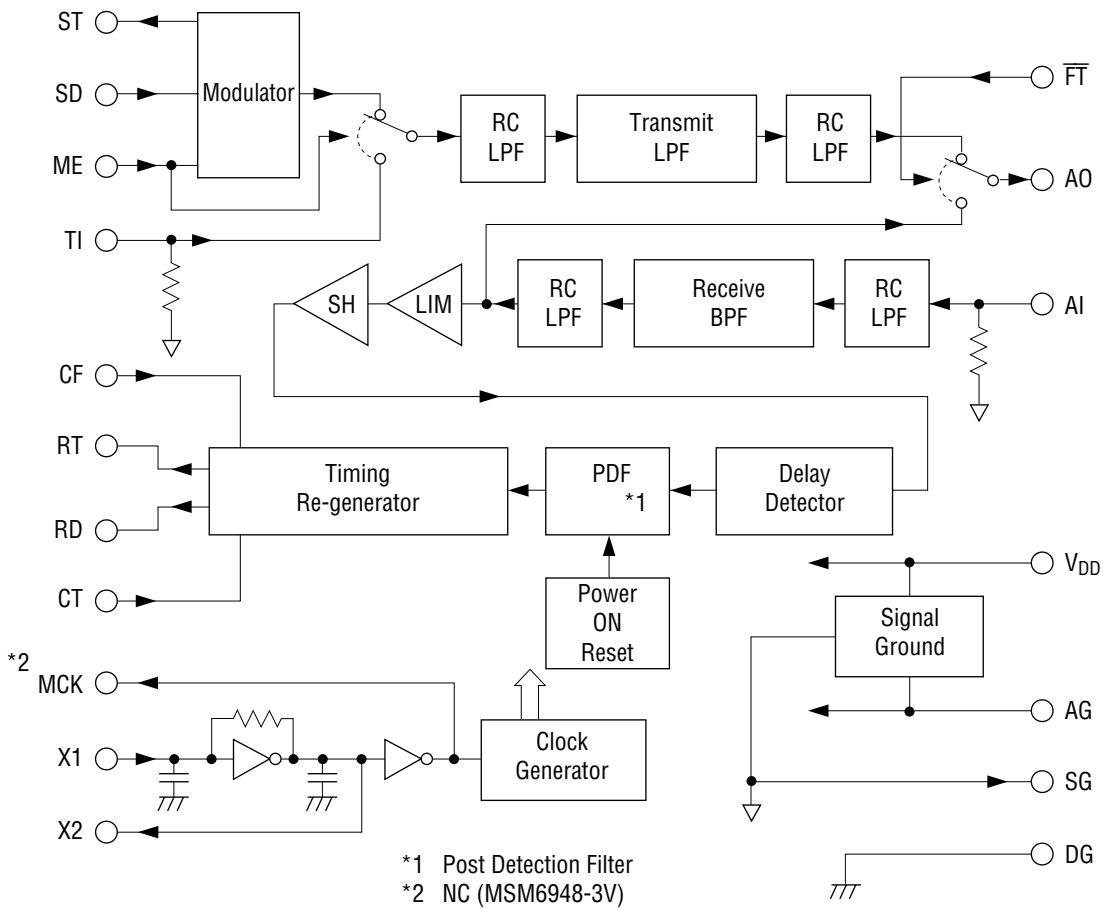 ST
SD
ME
TI
Modulator
RC
LPF
Transmit
LPF
RC
LPF
F̅T̅
AO
SH
LIM
RC
LPF
Receive
BPF
RC
LPF
AI
CF
RT
RD
CT
Timing
Re-generator
PDF
*1
Delay
Detector
Power
ON
Reset
VDD
Signal
Ground
AG
SG
DG
*2
MCK
X1
X2
Clock
Generator
*1 Post Detection Filter
*2 NC (MSM6948-3V)